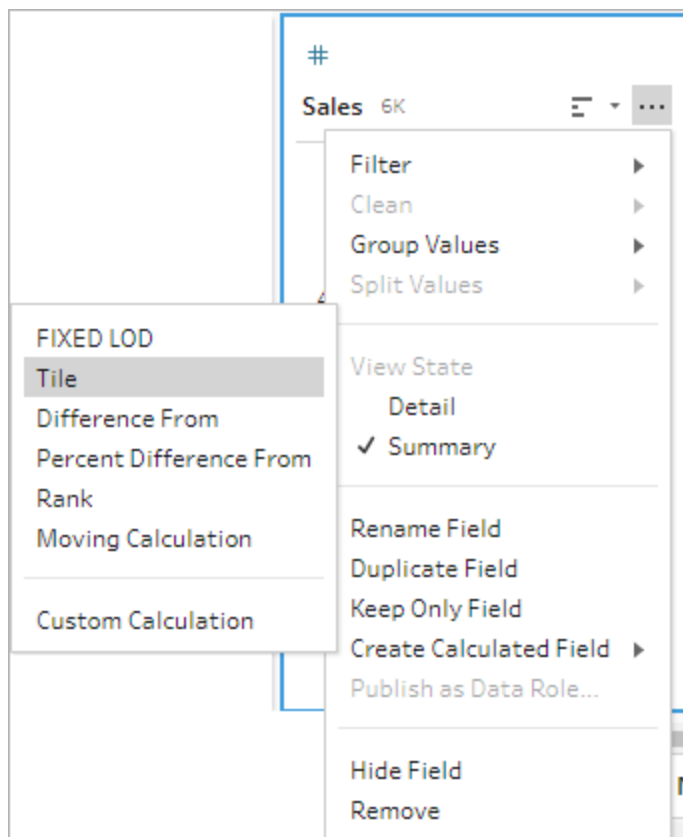 #
Sales 6K
Filter
Clean
Group Values
Split Values
View State
Detail
✓ Summary
Rename Field
Duplicate Field
Keep Only Field
Create Calculated Field
Publish as Data Role...
Hide Field
Remove
FIXED LOD
Tile
Difference From
Percent Difference From
Rank
Moving Calculation
Custom Calculation